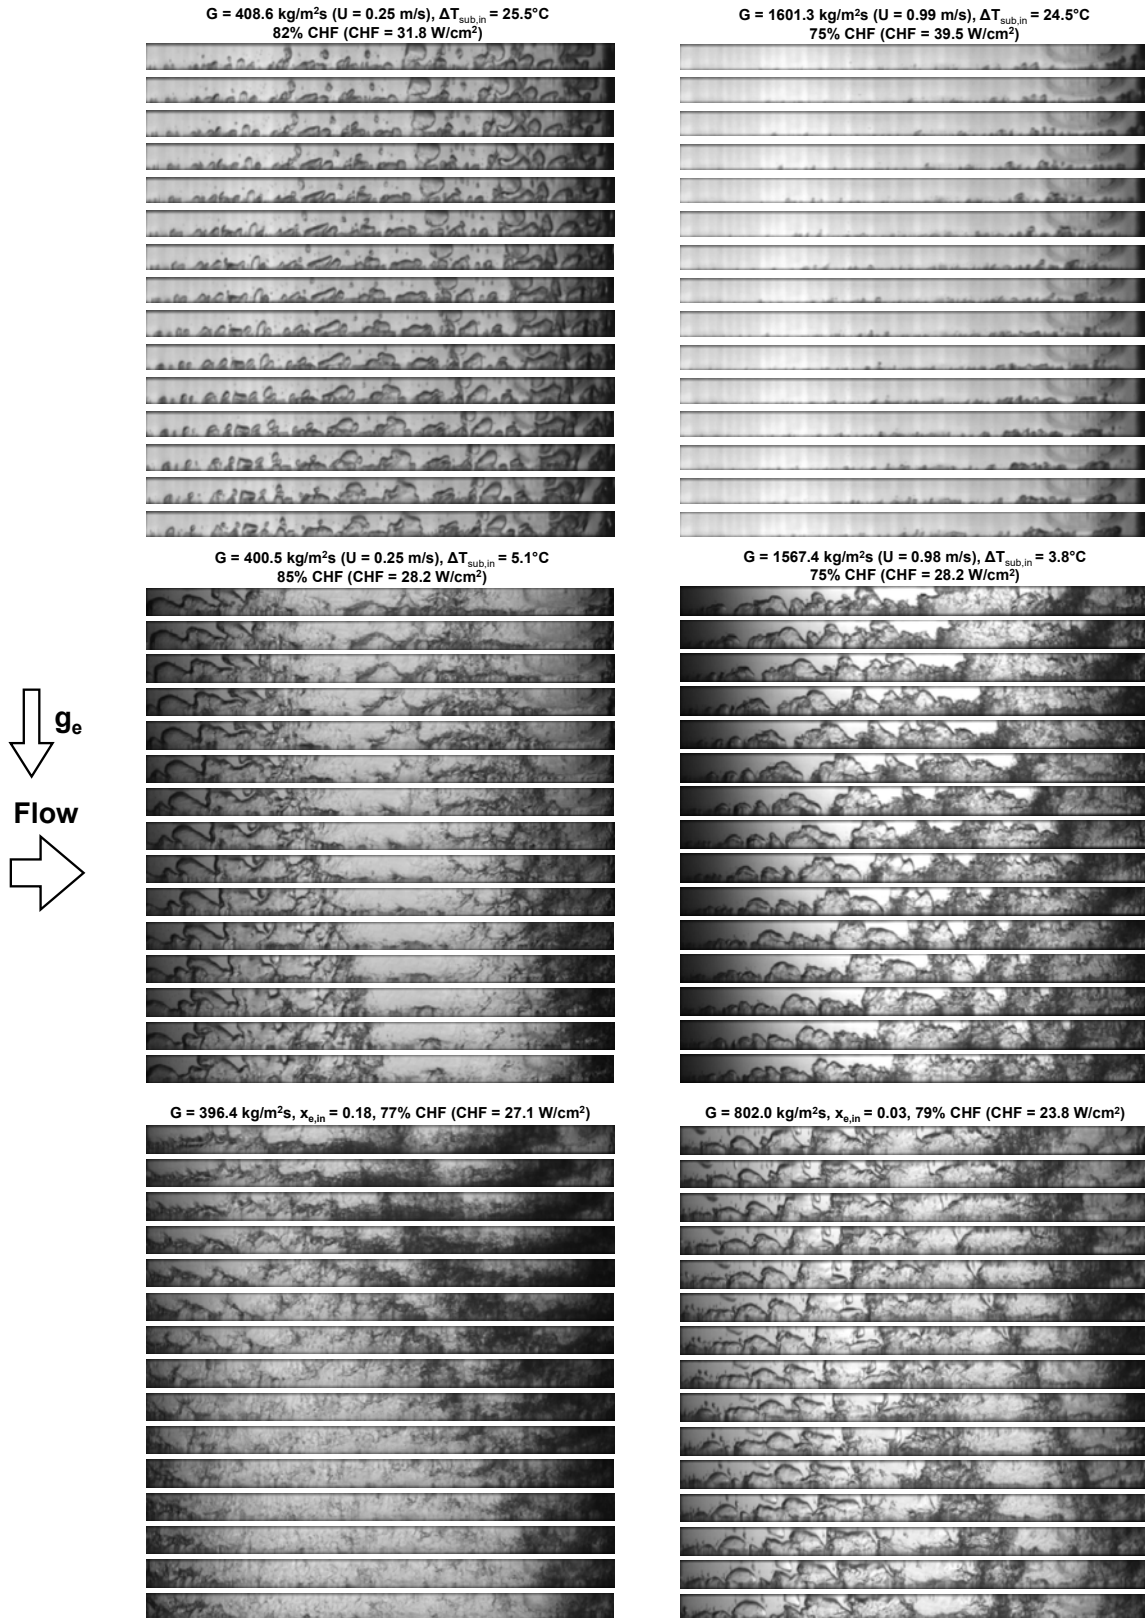 G = 408.6 kg/m²s (U = 0.25 m/s), ΔT_sub,in = 25.5°C
82% CHF (CHF = 31.8 W/cm²)
G = 1601.3 kg/m²s (U = 0.99 m/s), ΔT_sub,in = 24.5°C
75% CHF (CHF = 39.5 W/cm²)
G = 400.5 kg/m²s (U = 0.25 m/s), ΔT_sub,in = 5.1°C
85% CHF (CHF = 28.2 W/cm²)
G = 1567.4 kg/m²s (U = 0.98 m/s), ΔT_sub,in = 3.8°C
75% CHF (CHF = 28.2 W/cm²)
g_e
Flow
G = 396.4 kg/m²s, x_e,in = 0.18, 77% CHF (CHF = 27.1 W/cm²)
G = 802.0 kg/m²s, x_e,in = 0.03, 79% CHF (CHF = 23.8 W/cm²)